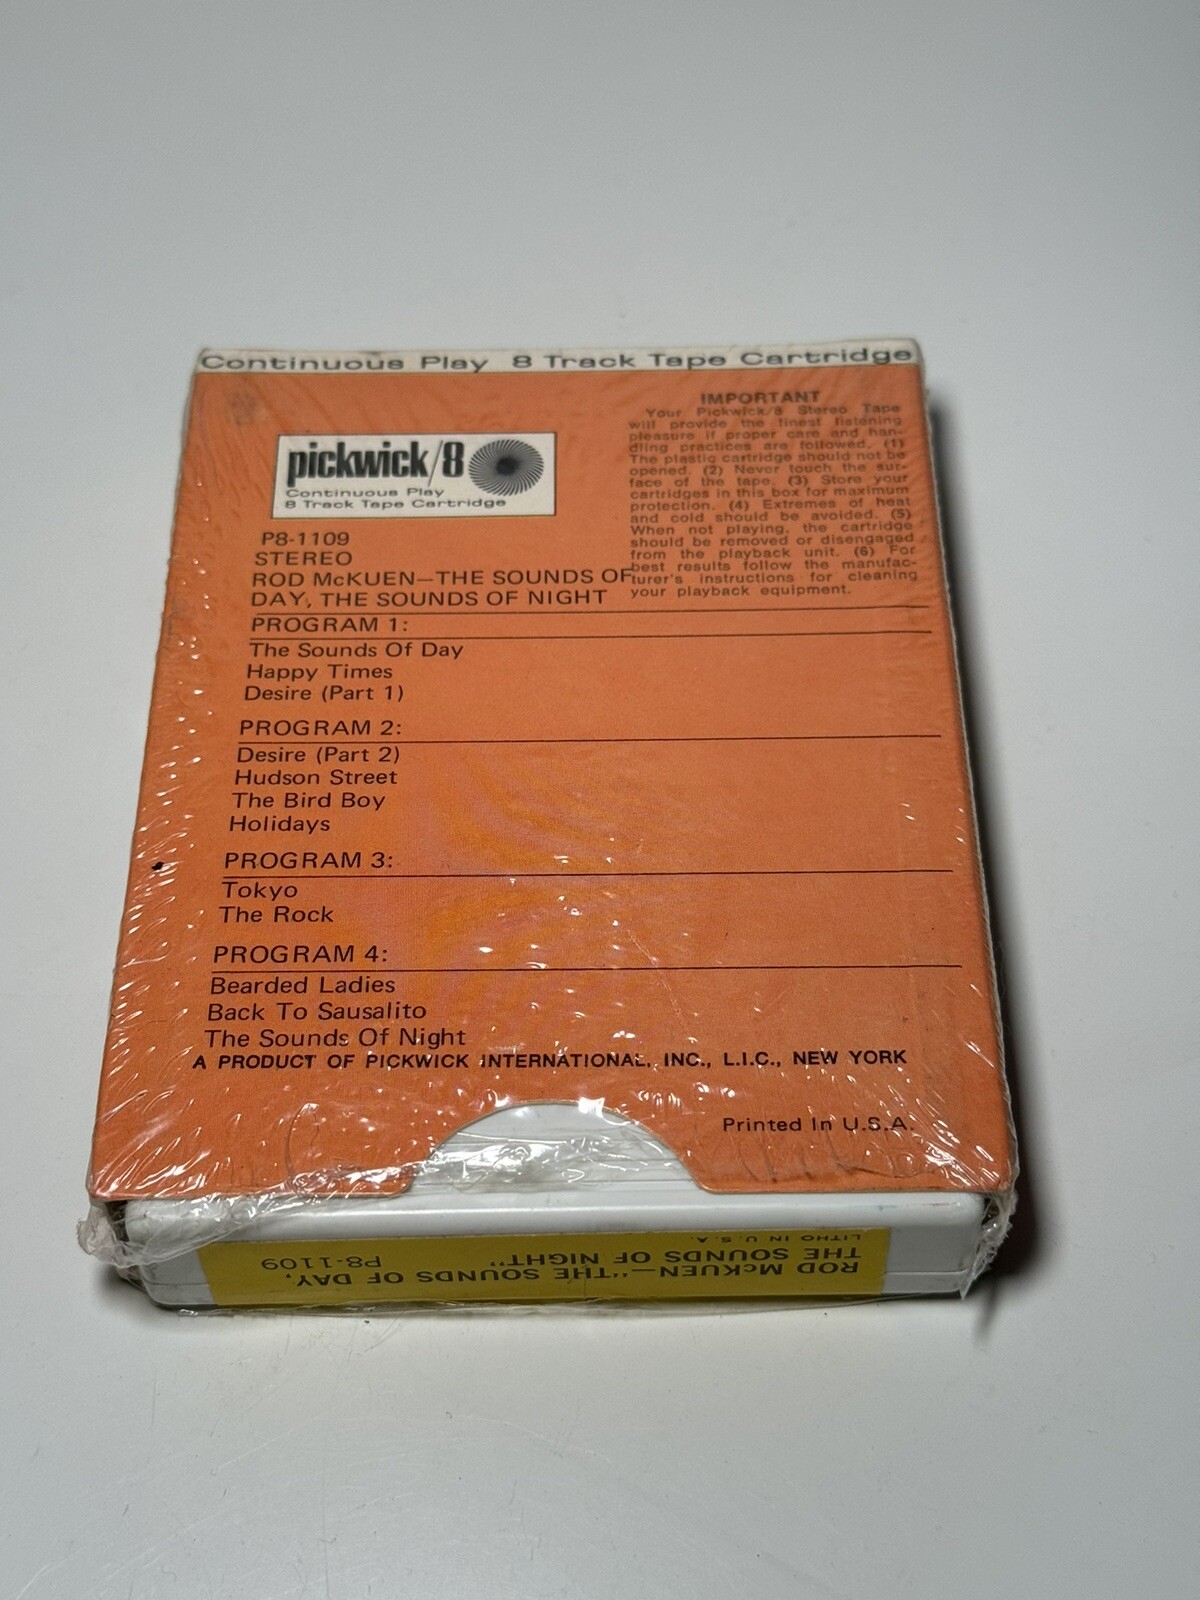 Continuous Play 8 Track Tape Cartridge
pickwick/8
Continuous Play
8 Track Tape Cartridge
IMPORTANT
Your Pickwick/8 Stereo Tape
will provide the finest listening
pleasure if proper care and han-
dling practices are followed. (1)
The plastic cartridge should not be
opened. (2) Never touch the sur-
face of the tape. (3) Store your
cartridges in this box for maximum
protection. (4) Extremes of heat
and cold should be avoided. (5)
When not playing, the cartridge
should be removed or disengaged
from the playback unit. (6) For
best results follow the manufac-
turer's instructions for cleaning
your playback equipment.
P8-1109
STEREO
ROD McKUEN—THE SOUNDS OF
DAY, THE SOUNDS OF NIGHT
PROGRAM 1:
The Sounds Of Day
Happy Times
Desire (Part 1)
PROGRAM 2:
Desire (Part 2)
Hudson Street
The Bird Boy
Holidays
PROGRAM 3:
Tokyo
The Rock
PROGRAM 4:
Bearded Ladies
Back To Sausalito
The Sounds Of Night
A PRODUCT OF PICKWICK INTERNATIONAL, INC., L.I.C., NEW YORK
Printed In U.S.A.
ROD McKUEN—"THE SOUNDS OF DAY,
THE SOUNDS OF NIGHT" P8-1109
LITHO IN U.S.A.